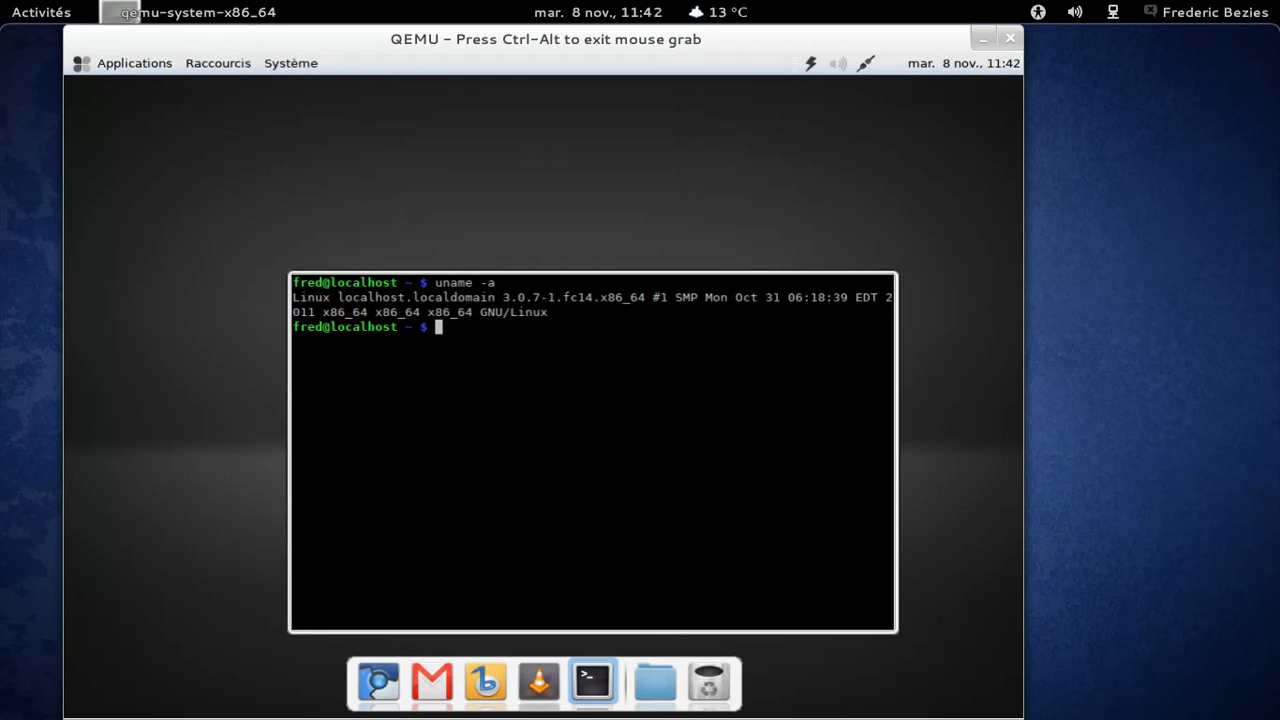 Activités qemu-system-x86_64 mar. 8 nov., 11:42 13 °C Frederic Bezies
QEMU - Press Ctrl-Alt to exit mouse grab
Applications Raccourcis Système mar. 8 nov., 11:42
fred@localhost ~ $ uname -a
Linux localhost.localdomain 3.0.7-1.fc14.x86_64 #1 SMP Mon Oct 31 06:18:39 EDT 2
011 x86_64 x86_64 x86_64 GNU/Linux
fred@localhost ~ $
>_